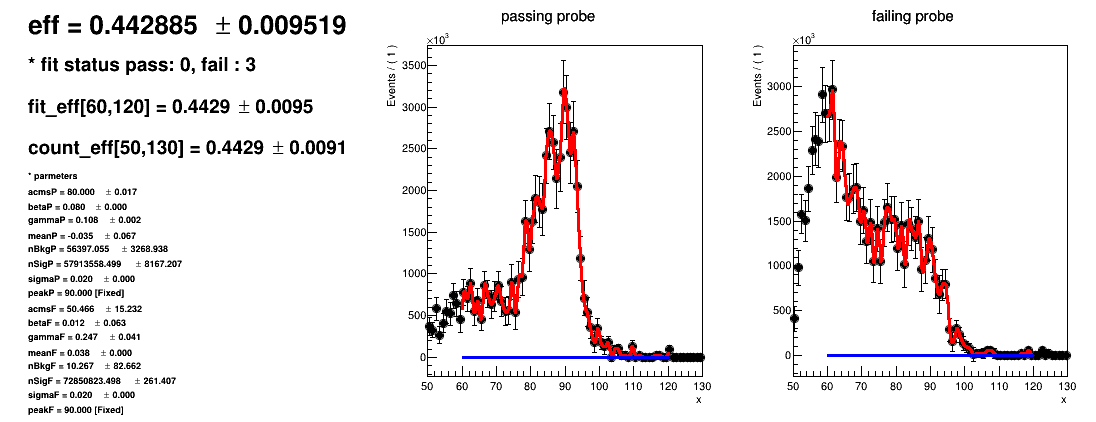 eff = 0.442885 ± 0.009519
* fit status pass: 0, fail : 3
fit_eff[60,120] = 0.4429 ± 0.0095
count_eff[50,130] = 0.4429 ± 0.0091
* parmeters
acmsP = 80.000 ± 0.017
betaP = 0.080 ± 0.000
gammaP = 0.108 ± 0.002
meanP = -0.035 ± 0.067
nBkgP = 56397.055 ± 3268.938
nSigP = 57913558.499 ± 8167.207
sigmaP = 0.020 ± 0.000
peakP = 90.000 [Fixed]
acmsF = 50.466 ± 15.232
betaF = 0.012 ± 0.063
gammaF = 0.247 ± 0.041
meanF = 0.038 ± 0.000
nBkgF = 10.267 ± 82.662
nSigF = 72850823.498 ± 261.407
sigmaF = 0.020 ± 0.000
peakF = 90.000 [Fixed]
passing probe
×10³
Events / ( 1 )
3500
3000
2500
2000
1500
1000
500
0
50 60 70 80 90 100 110 120 130
x
failing probe
×10³
Events / ( 1 )
3000
2500
2000
1500
1000
500
0
50 60 70 80 90 100 110 120 130
x